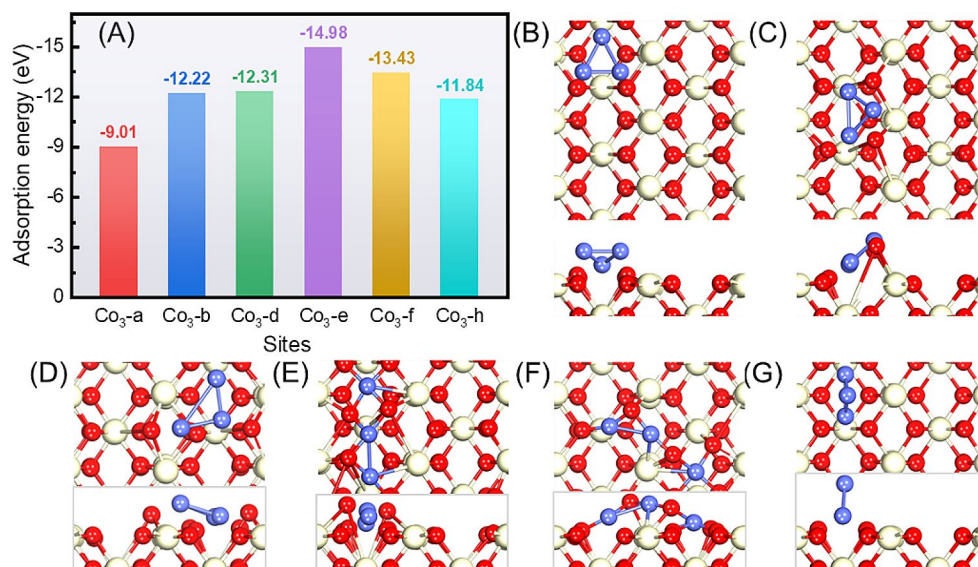 (A)
Adsorption energy (eV)
-15
-12
-9
-6
-3
0
-9.01
-12.22
-12.31
-14.98
-13.43
-11.84
Co₃-a Co₃-b Co₃-d Co₃-e Co₃-f Co₃-h
Sites
(B)
(C)
(D)
(E)
(F)
(G)